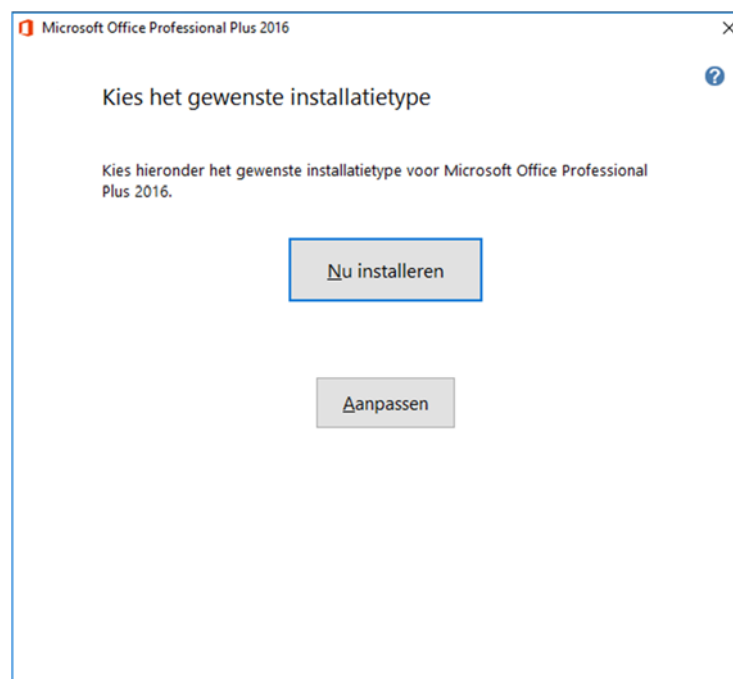 Microsoft Office Professional Plus 2016
?
Kies het gewenste installatietype
Kies hieronder het gewenste installatietype voor Microsoft Office Professional
Plus 2016.
Nu installeren
Aanpassen